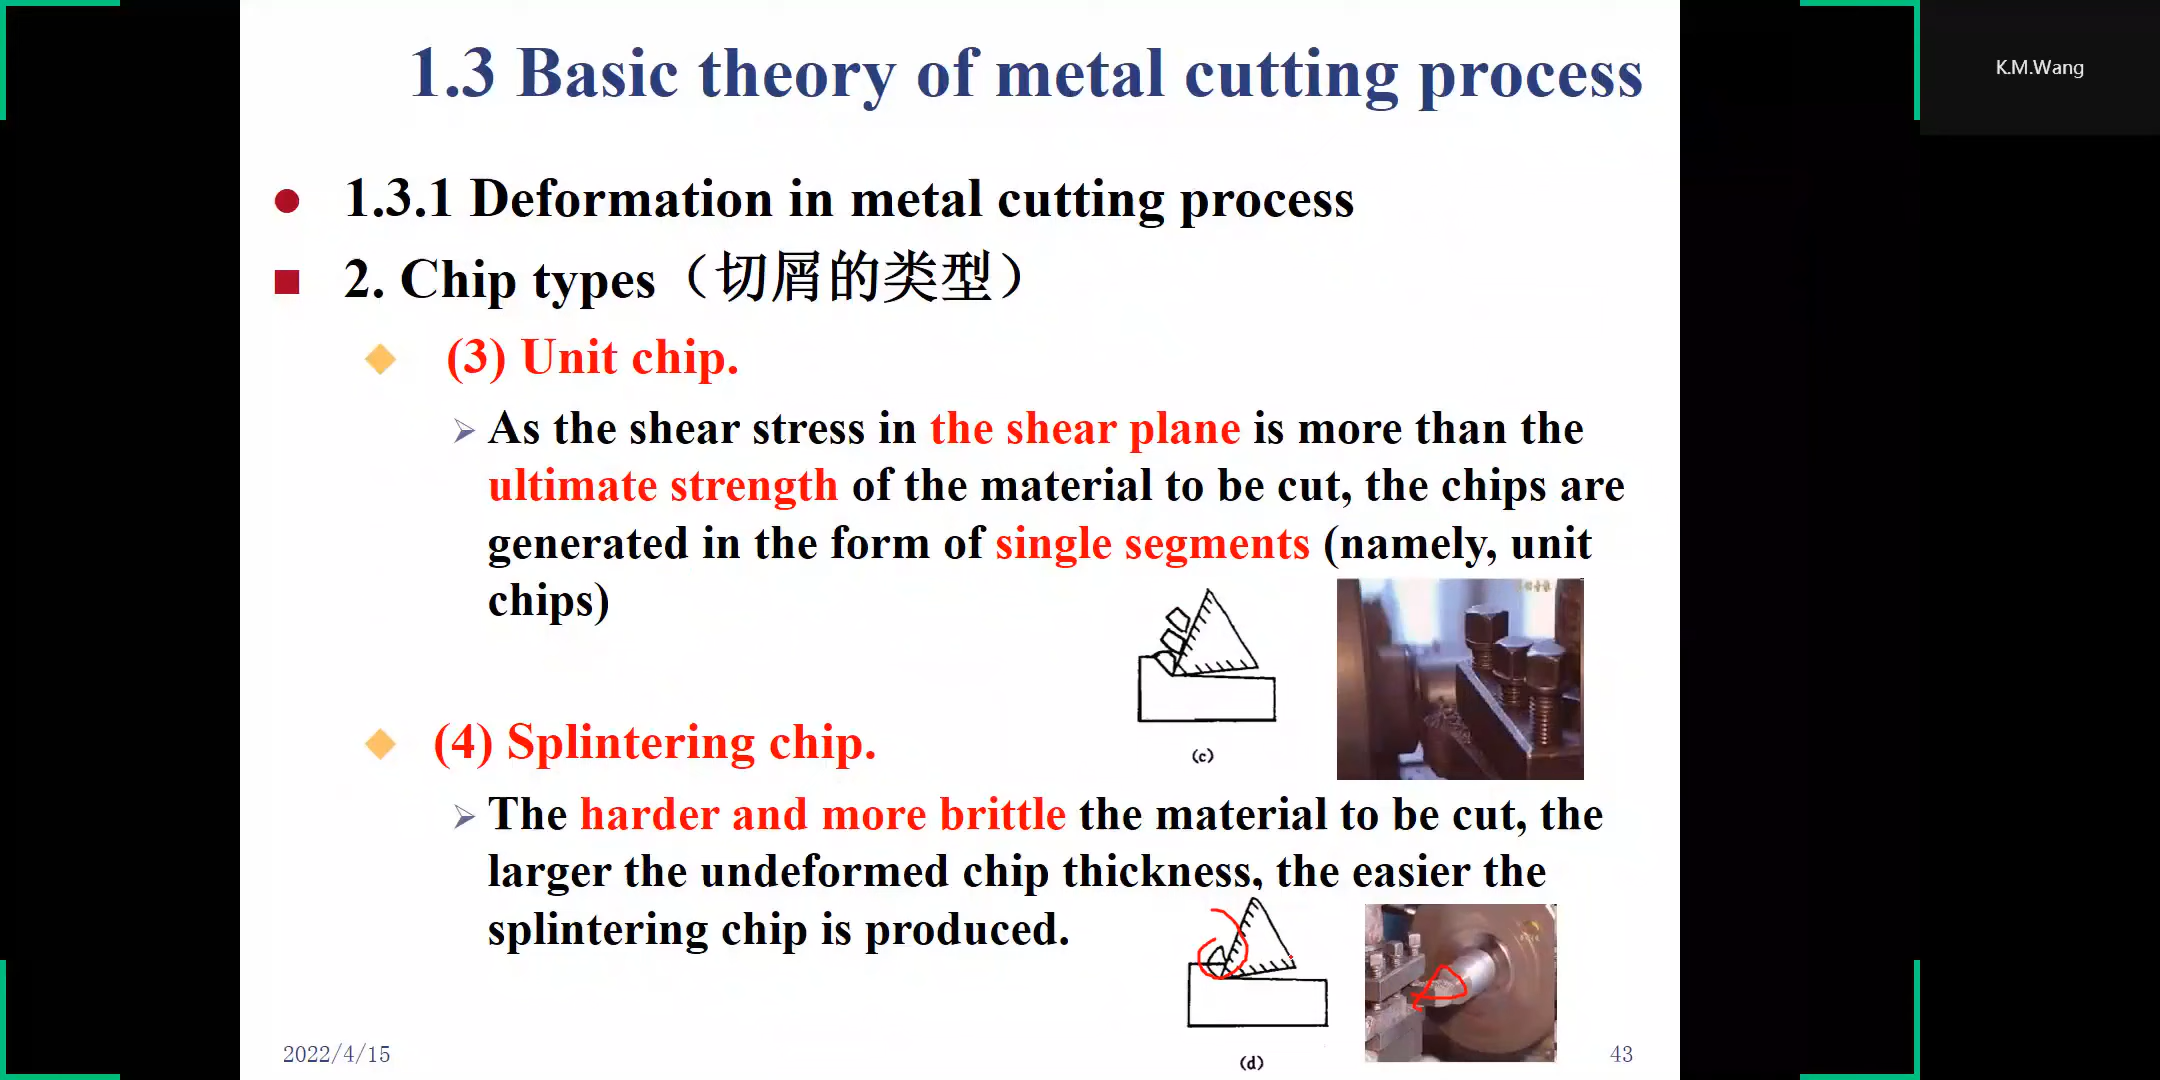 1.3 Basic theory of metal cutting process
K.M.Wang
1.3.1 Deformation in metal cutting process
2. Chip types（切屑的类型）
(3) Unit chip.
As the shear stress in the shear plane is more than the
ultimate strength of the material to be cut, the chips are
generated in the form of single segments (namely, unit
chips)
(c)
(4) Splintering chip.
The harder and more brittle the material to be cut, the
larger the undeformed chip thickness, the easier the
splintering chip is produced.
(d)
2022/4/15
43